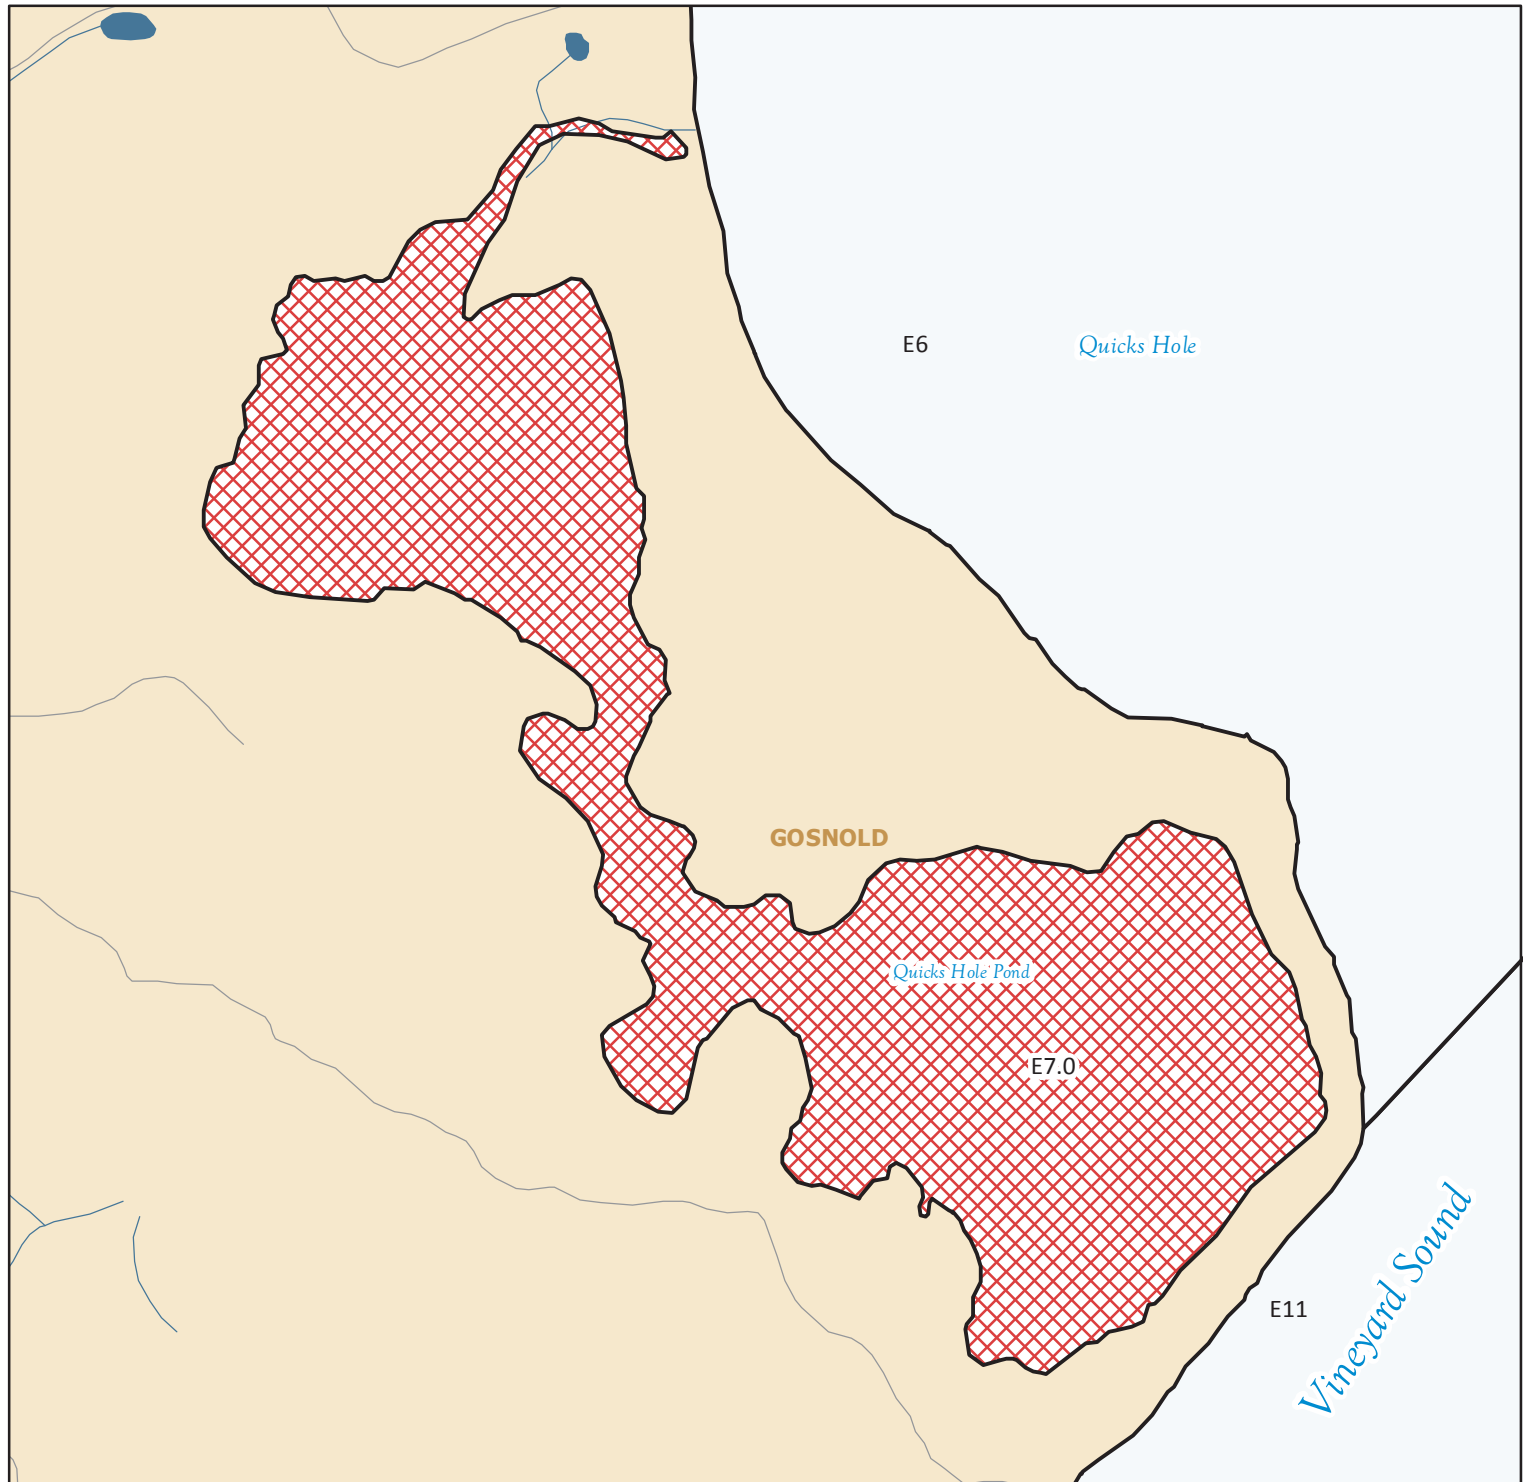 E6
Quicks Hole
GOSNOLD
Quicks Hole Pond
E7.0
E11
Vineyard Sound